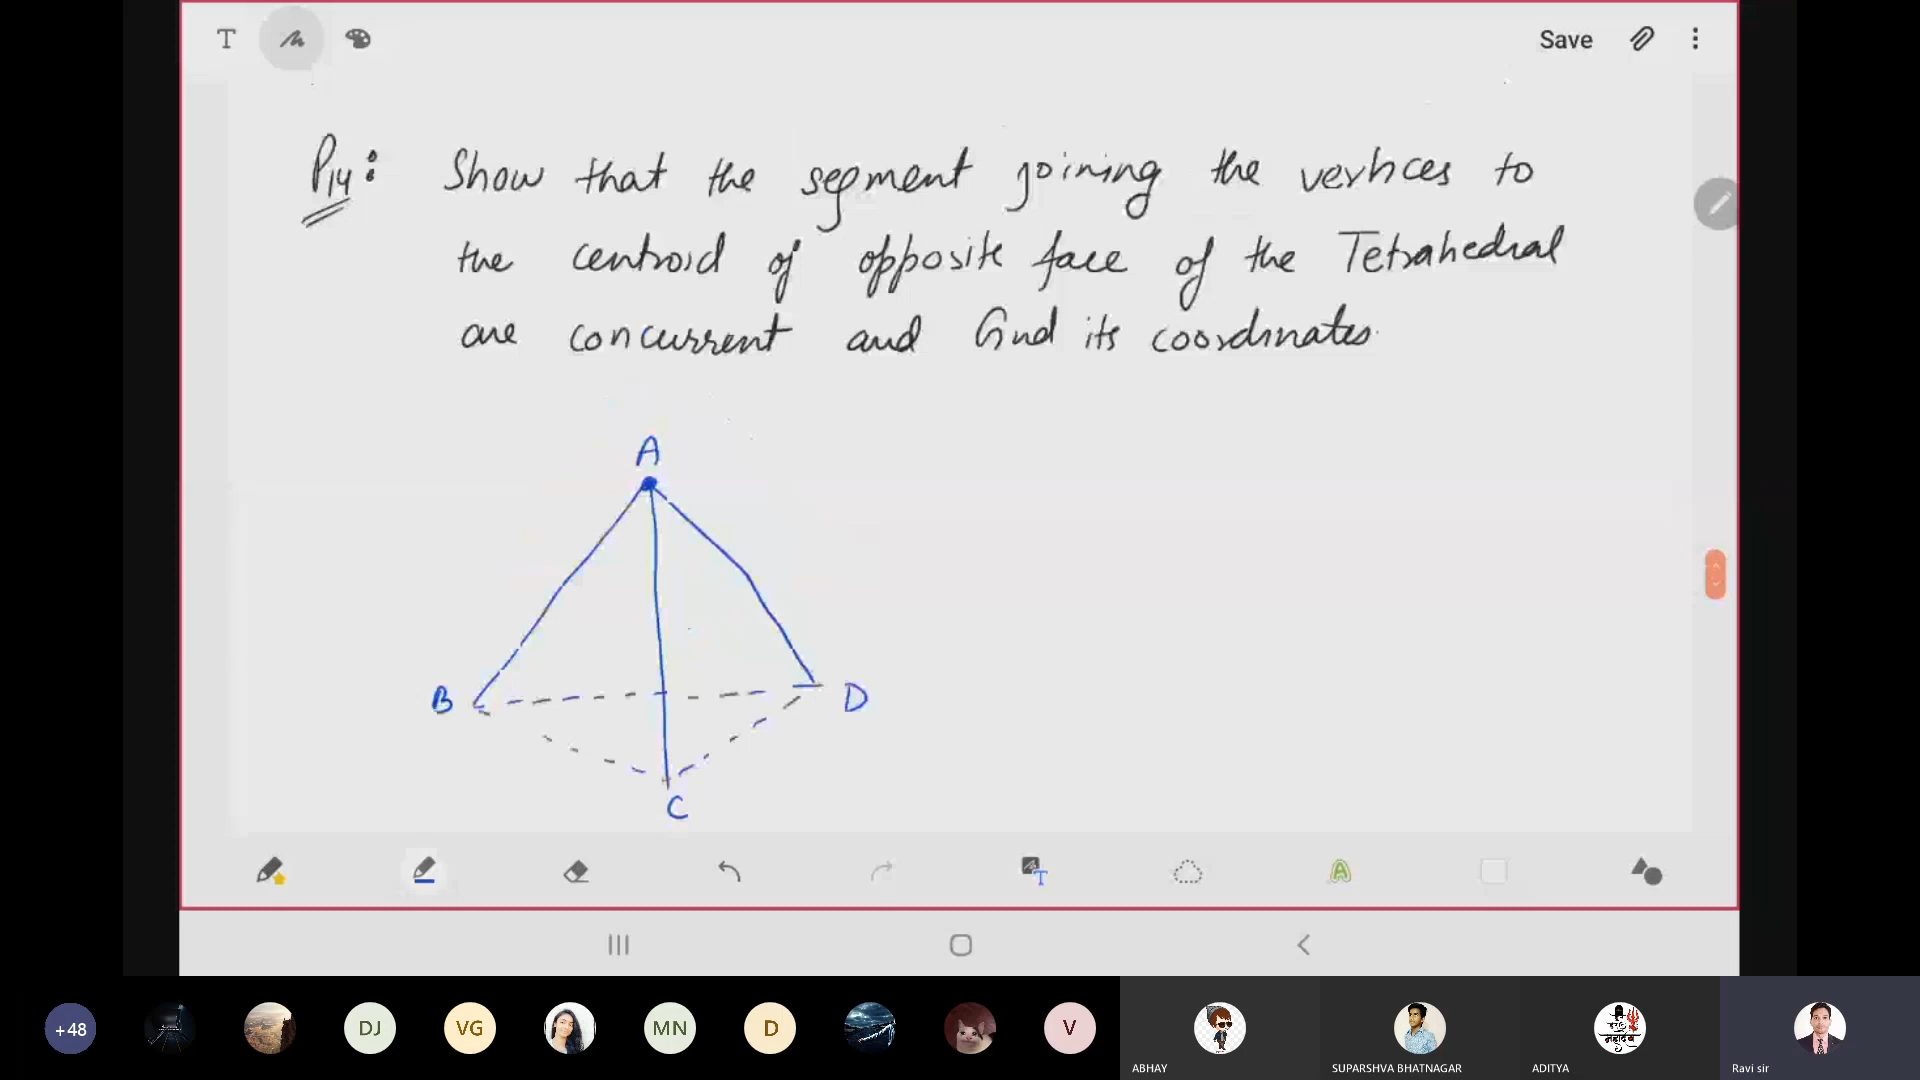 T
Save
P14: Show that the segment joining the vertices to
the centroid of opposite face of the Tetrahedral
are concurrent and find its coordinates.
A
B
D
C
T
A
+48
DJ
VG
MN
D
V
ABHAY
SUPARSHVA BHATNAGAR
ADITYA
Ravi sir